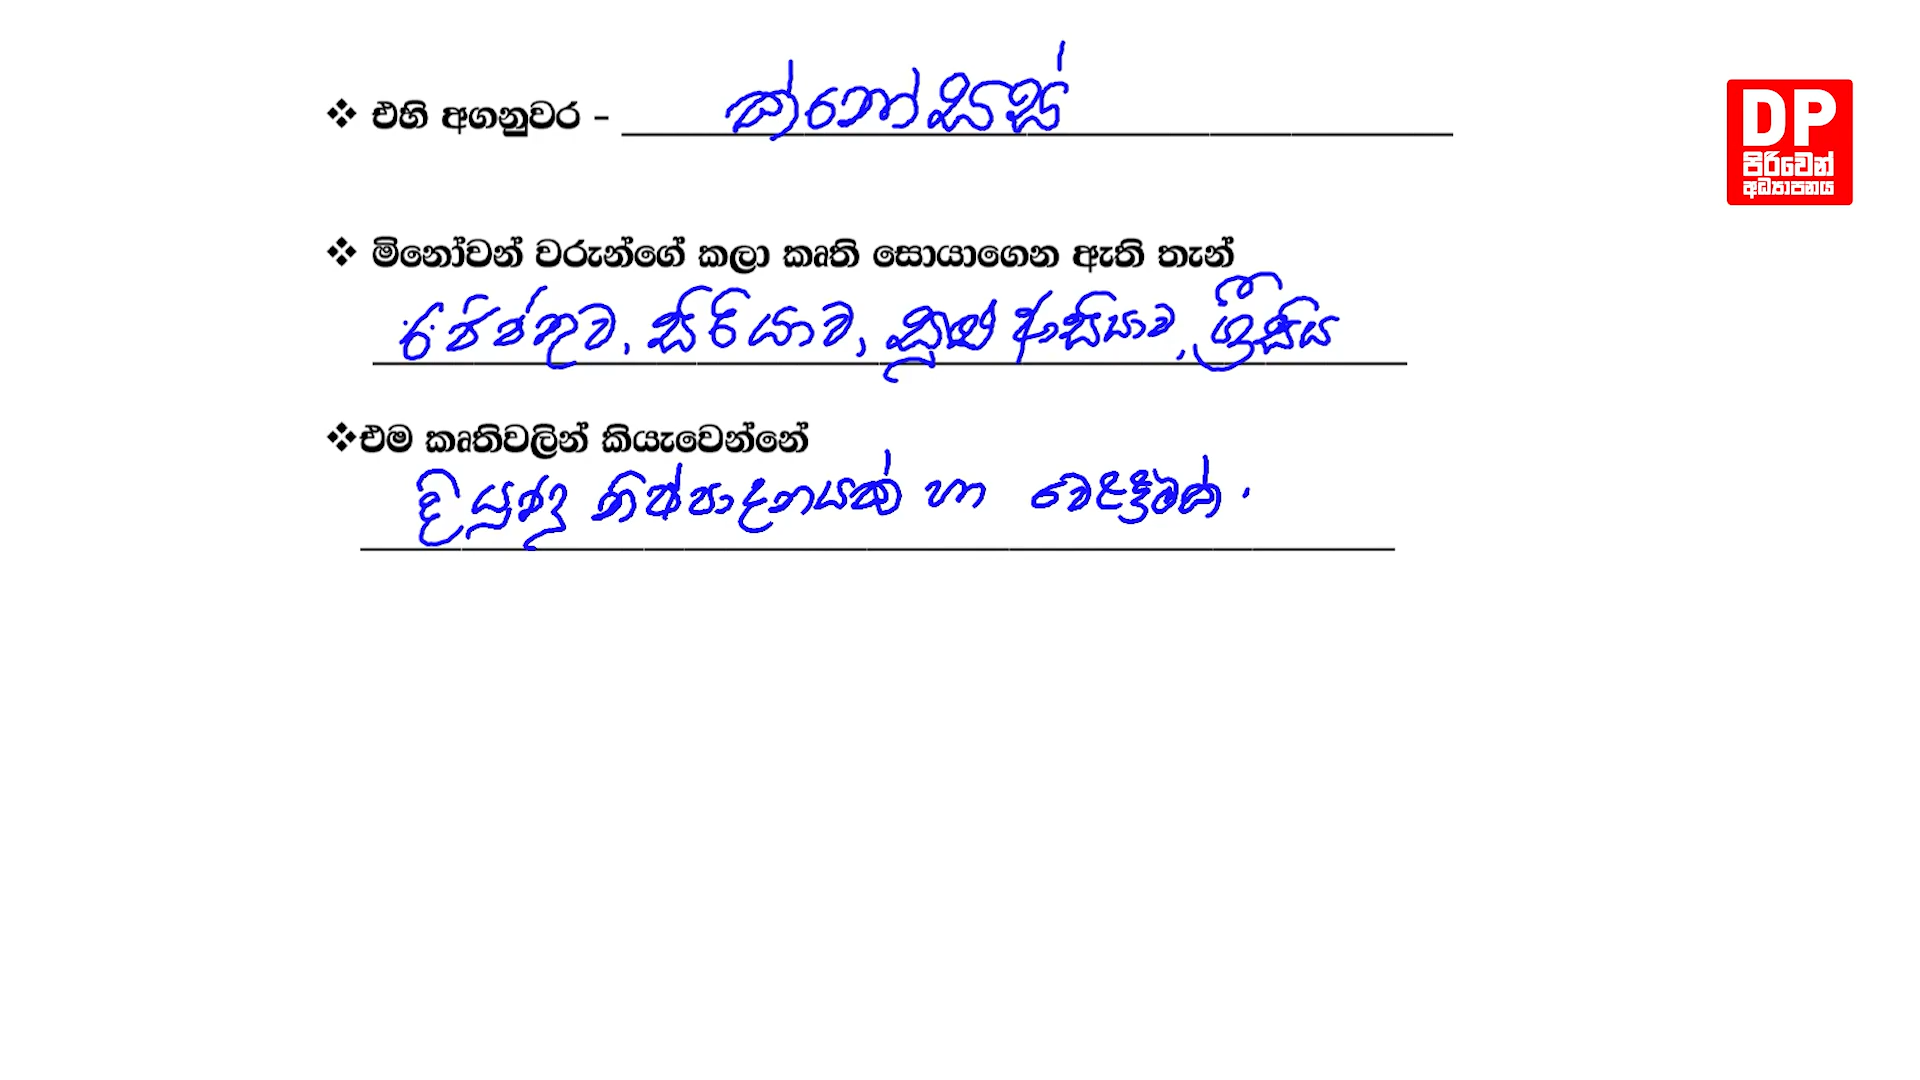 ❖ එහි අගනුවර - ක්නෝසස්
❖ මිනෝවන් වරුන්ගේ කලා කෘති සොයාගෙන ඇති තැන්
ඊජිප්තුව, සිරියාව, සුළු ආසියාව, ග්‍රීසිය
❖එම කෘතිවලින් කියැවෙන්නේ
දියුණු නිෂ්පාදනයක් හා වෙළඳාමක්.
DP
පිරිවෙන්
අධ්‍යාපනය